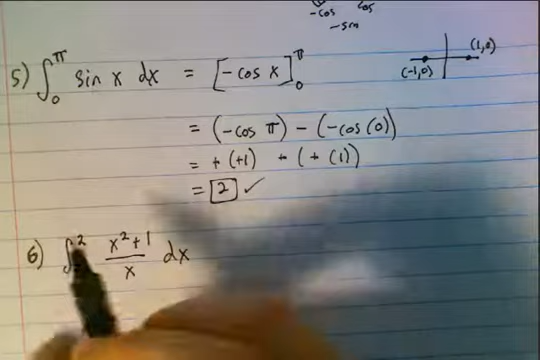 -cos cos
-sin
5) ∫₀^π sin x dx = [-cos x]₀^π
(-1,0) (1,0)
= (-cos π) - (-cos (0))
= + (+1) + (+ (1))
= 2 ✓
6) ∫ ² (x²+1)/x dx